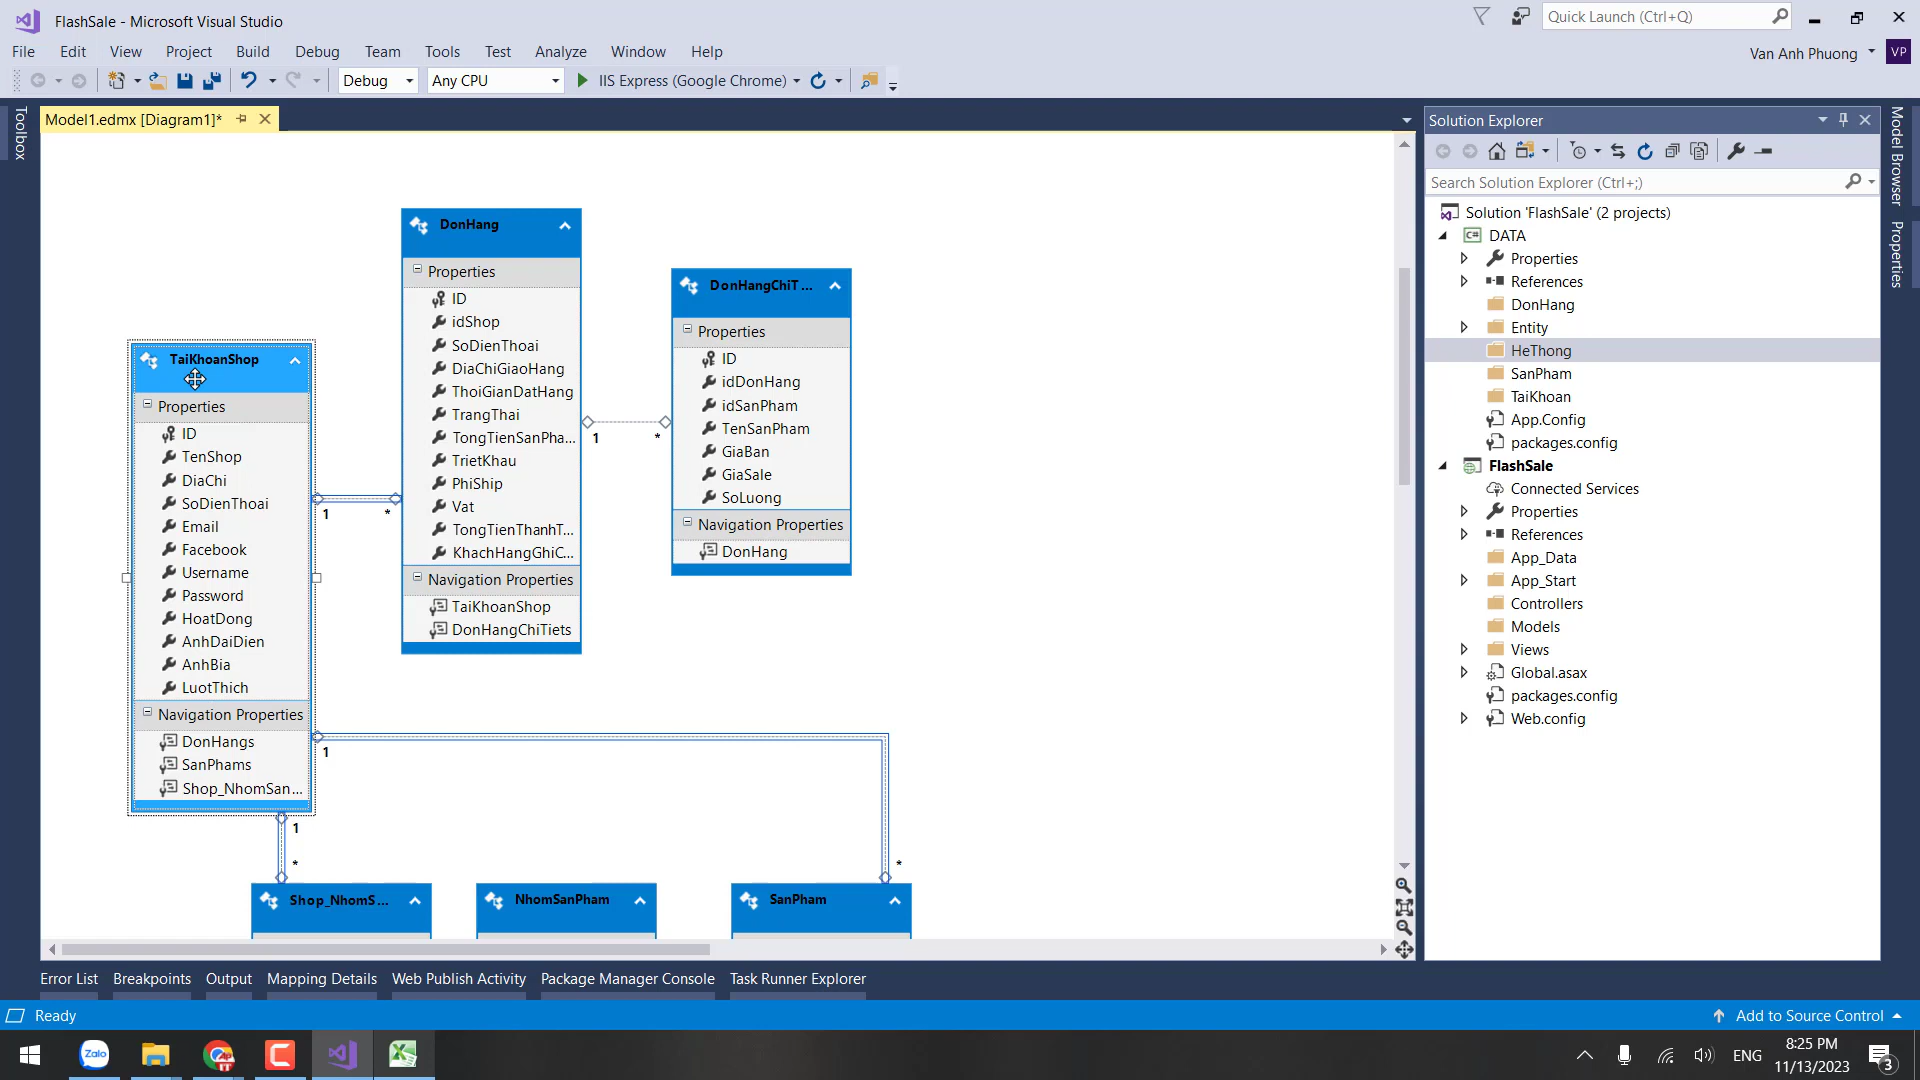 FlashSale - Microsoft Visual Studio
Quick Launch (Ctrl+Q)
File Edit View Project Build Debug Team Tools Test Analyze Window Help
Van Anh Phuong VP
Debug Any CPU IIS Express (Google Chrome)
Toolbox
Model1.edmx [Diagram1]*
DonHang
Properties
ID
idShop
SoDienThoai
DiaChiGiaoHang
ThoiGianDatHang
TrangThai
TongTienSanPha...
TrietKhau
PhiShip
Vat
TongTienThanhT...
KhachHangGhiC...
Navigation Properties
TaiKhoanShop
DonHangChiTiets
DonHangChiT...
Properties
ID
idDonHang
idSanPham
TenSanPham
GiaBan
GiaSale
SoLuong
Navigation Properties
DonHang
TaiKhoanShop
Properties
ID
TenShop
DiaChi
SoDienThoai
Email
Facebook
Username
Password
HoatDong
AnhDaiDien
AnhBia
LuotThich
Navigation Properties
DonHangs
SanPhams
Shop_NhomSan...
1 *
1 *
1
*
1
*
Shop_NhomS...
NhomSanPham
SanPham
Solution Explorer
Search Solution Explorer (Ctrl+;)
Solution 'FlashSale' (2 projects)
DATA
Properties
References
DonHang
Entity
HeThong
SanPham
TaiKhoan
App.Config
packages.config
FlashSale
Connected Services
Properties
References
App_Data
App_Start
Controllers
Models
Views
Global.asax
packages.config
Web.config
Model Browser
Properties
Error List Breakpoints Output Mapping Details Web Publish Activity Package Manager Console Task Runner Explorer
Ready
Add to Source Control
Zalo
ENG
8:25 PM
11/13/2023
3